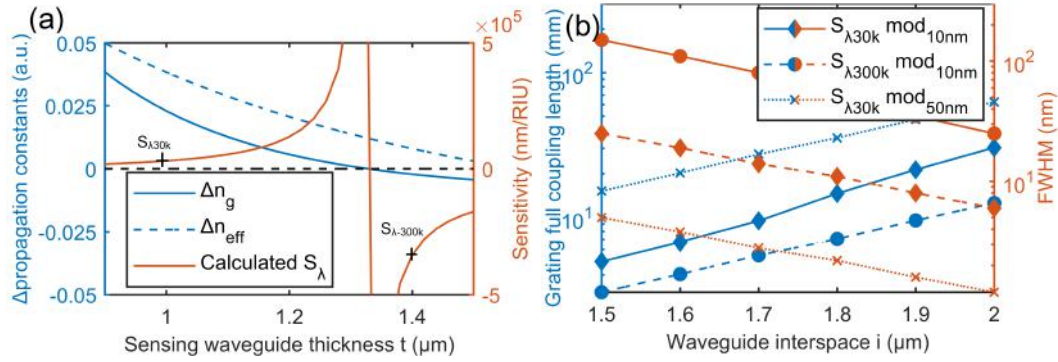 (a)
×10⁵
0.05
0.025
0
-0.025
-0.05
Δpropagation constants (a.u.)
5
0
-5
Sensitivity (nm/RIU)
Sλ30k
Sλ-300k
Δn_g
Δn_eff
Calculated S_λ
1
1.2
1.4
Sensing waveguide thickness t (μm)
(b)
Grating full coupling length (mm)
10²
10¹
Sλ30k mod10nm
Sλ300k mod10nm
Sλ30k mod50nm
10²
10¹
FWHM (nm)
1.5
1.6
1.7
1.8
1.9
2
Waveguide interspace i (μm)